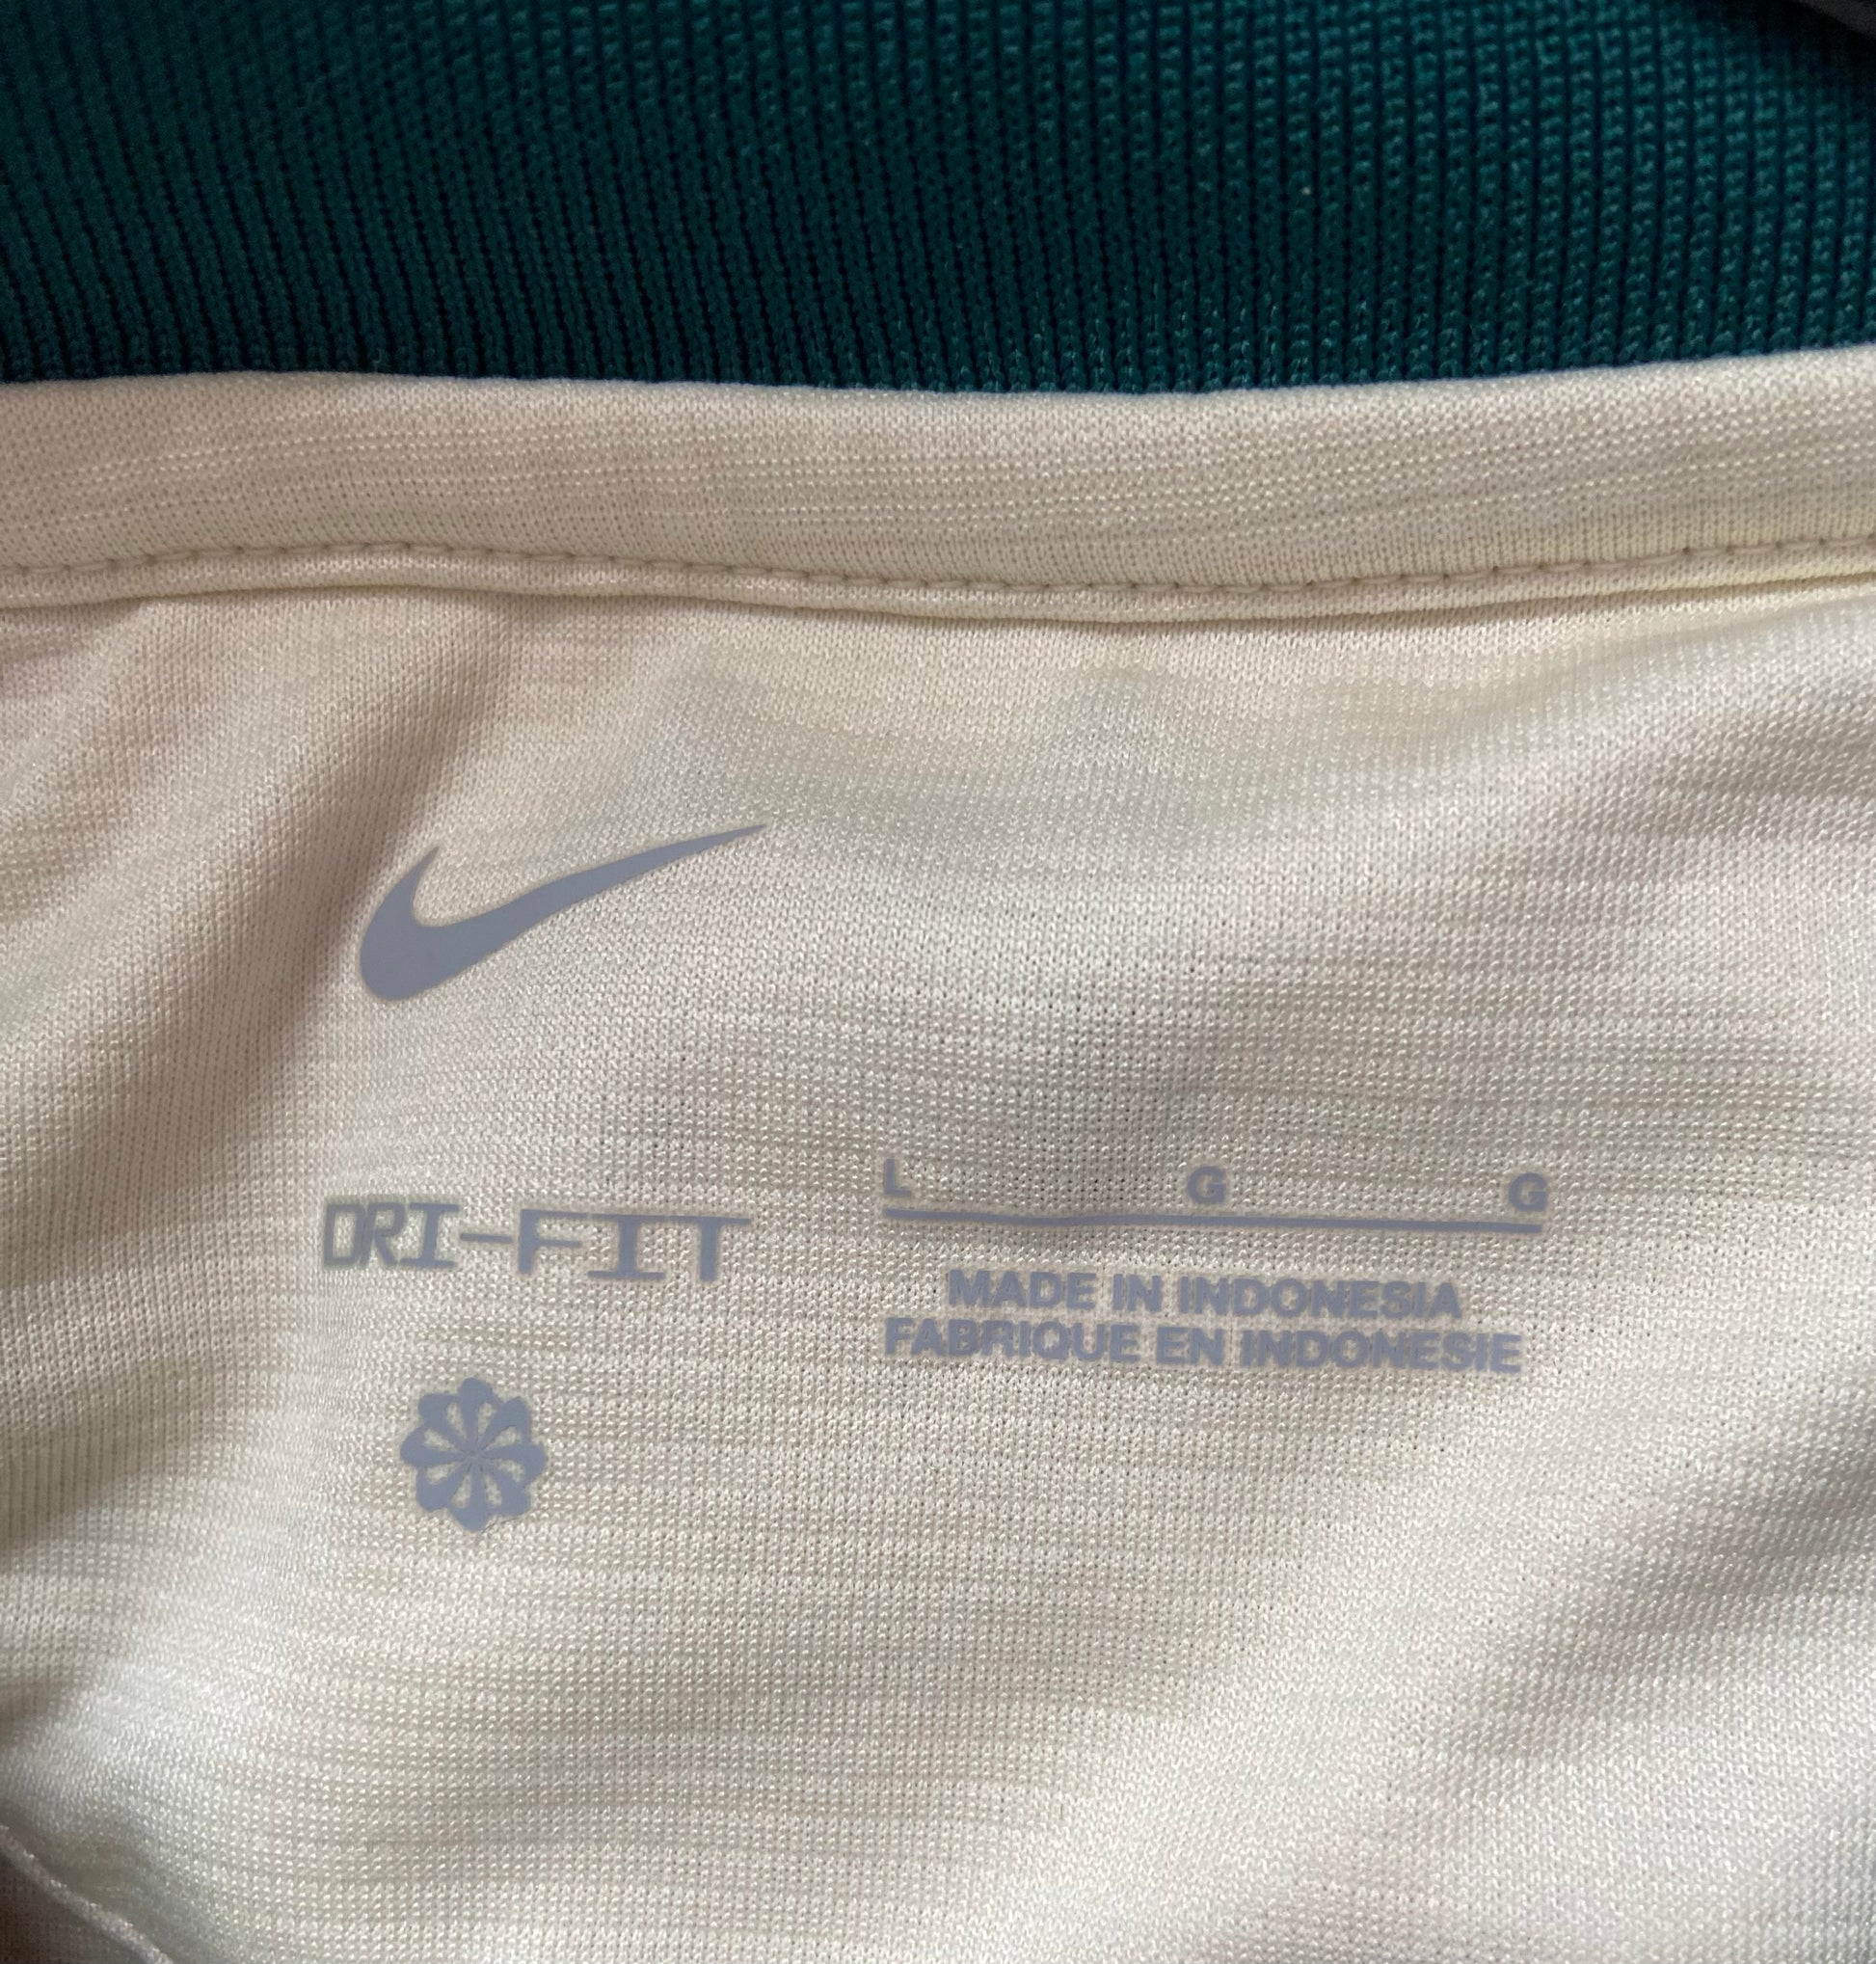 DRI-FIT
L G G
MADE IN INDONESIA
FABRIQUE EN INDONESIE